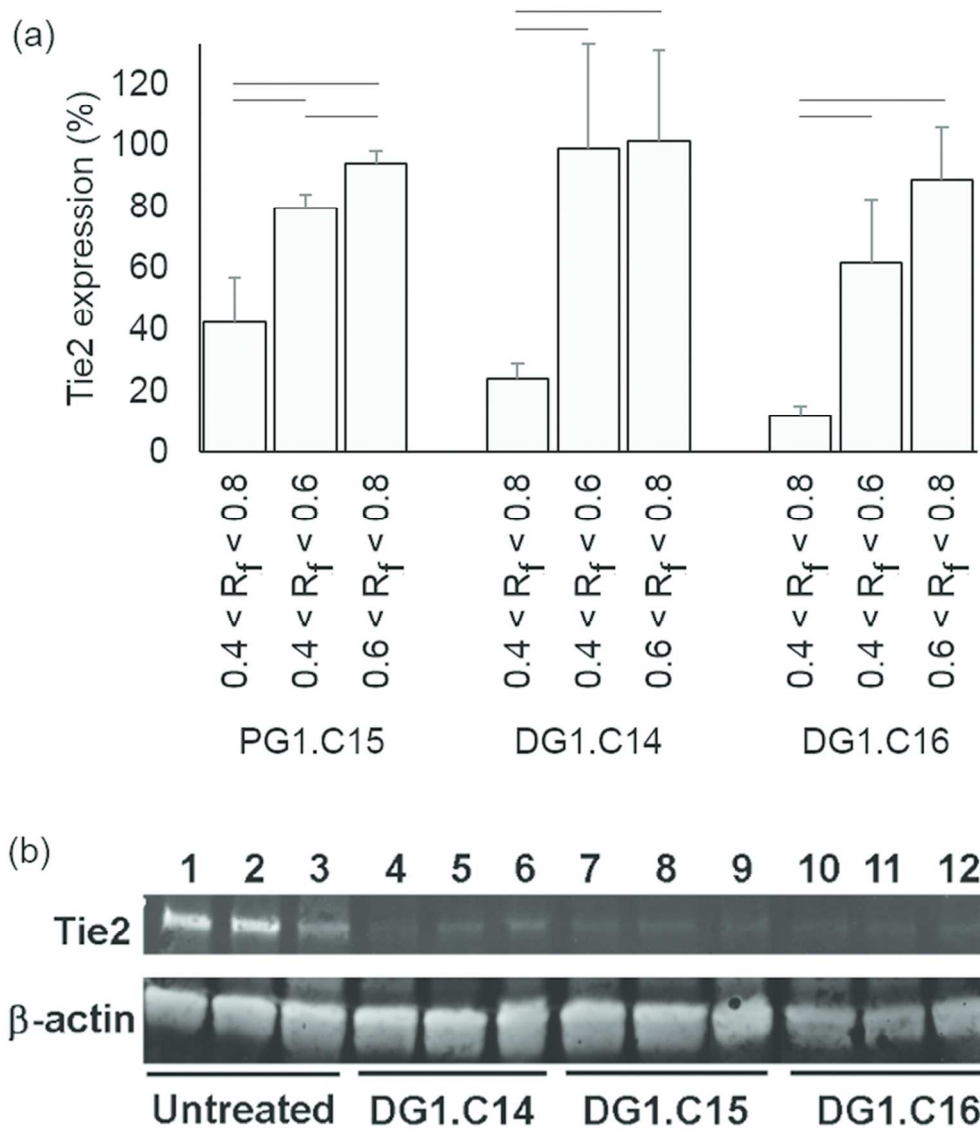 (a)
Tie2 expression (%)
120
100
80
60
40
20
0
0.4 < Rf < 0.8
0.4 < Rf < 0.6
0.6 < Rf < 0.8
0.4 < Rf < 0.8
0.4 < Rf < 0.6
0.6 < Rf < 0.8
0.4 < Rf < 0.8
0.4 < Rf < 0.6
0.6 < Rf < 0.8
PG1.C15 DG1.C14 DG1.C16
(b)
1 2 3 4 5 6 7 8 9 10 11 12
Tie2
β-actin
Untreated DG1.C14 DG1.C15 DG1.C16